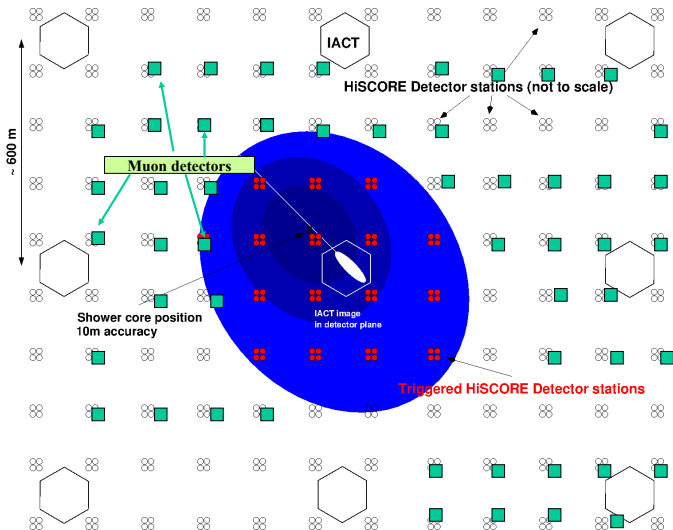 IACT
HiSCORE Detector stations (not to scale)
~ 600 m
Muon detectors
Shower core position
10m accuracy
IACT image
in detector plane
Triggered HiSCORE Detector stations